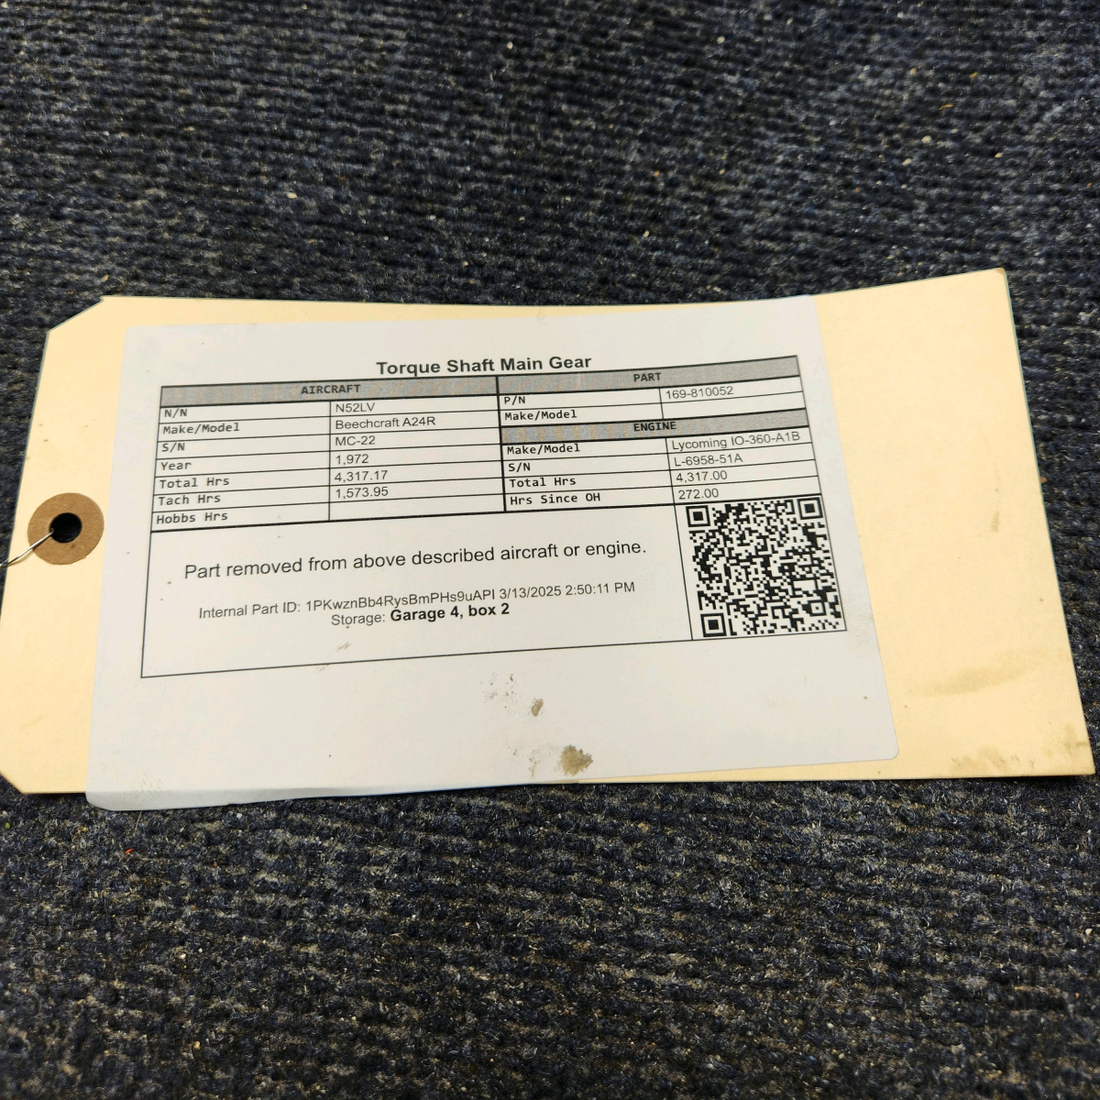 Torque Shaft Main Gear
AIRCRAFT
N/N N52LV
Make/Model Beechcraft A24R
S/N MC-22
Year 1,972
Total Hrs 4,317.17
Tach Hrs 1,573.95
Hobbs Hrs
PART
P/N 169-810052
Make/Model
ENGINE
Make/Model Lycoming IO-360-A1B
S/N L-6958-51A
Total Hrs 4,317.00
Hrs Since OH 272.00
Part removed from above described aircraft or engine.
Internal Part ID: 1PKwznBb4RysBmPHs9uAPI 3/13/2025 2:50:11 PM
Storage: Garage 4, box 2